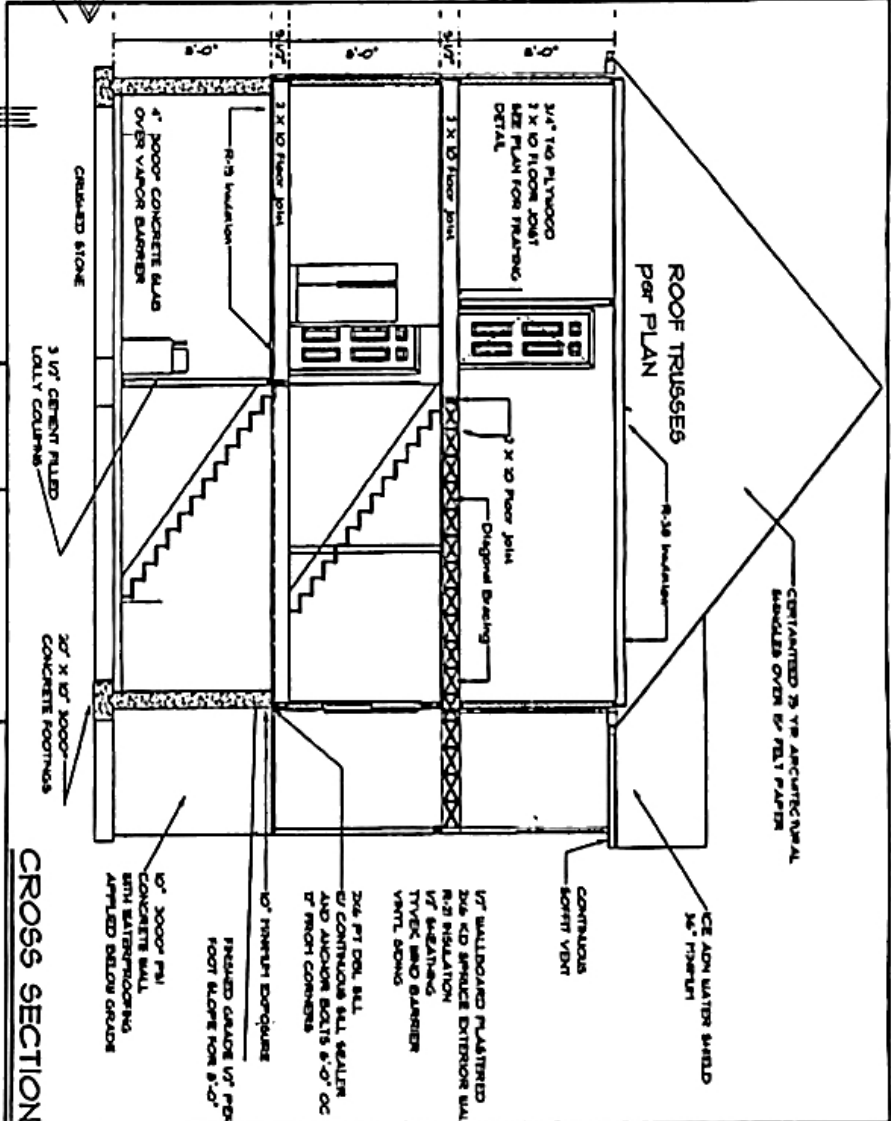 CERTAINTEED 25 YR ARCHITECTURAL
SHINGLES OVER 15# FELT PAPER
ICE ADN WATER SHIELD
36" MINIMUM
ROOF TRUSSES
per PLAN
R-38 Insulation
CONTINUOUS
SOFFIT VENT
3/4" T&G PLYWOOD
2 X 10 FLOOR JOIST
SEE PLAN FOR FRAMING
DETAIL
8'-0"
9 1/2"
2 X 10 Floor joist
2 X 10 Floor joist
Diagonal Bracing
1/2" WALLBOARD PLASTERED
2X6 KD SPRUCE EXTERIOR WAL
R-21 INSULATION
1/2" SHEATHING
TYVEK WIND BARRIER
VINYL SIDING
8'-0"
9 1/2"
2 X 10 Floor joist
2X6 PT DBL SILL
W/ CONTINUOUS SILL SEALER
AND ANCHOR BOLTS 6'-0" OC
12" FROM CORNERS
R-19 Insulation
10" MINIMUM EXPOSURE
FINISHED GRADE 1/2" PER
FOOT SLOPE FOR 8'-0"
8'-0"
4" 3000# CONCRETE SLAB
OVER VAPOR BARRIER
10" 3000# PSI
CONCRETE WALL
WITH WATERPROOFING
APPLIED BELOW GRADE
CRUSHED STONE
3 1/2" CEMENT FILLED
LOLLY COLUMNS
20" X 10" 3000#
CONCRETE FOOTINGS
CROSS SECTION